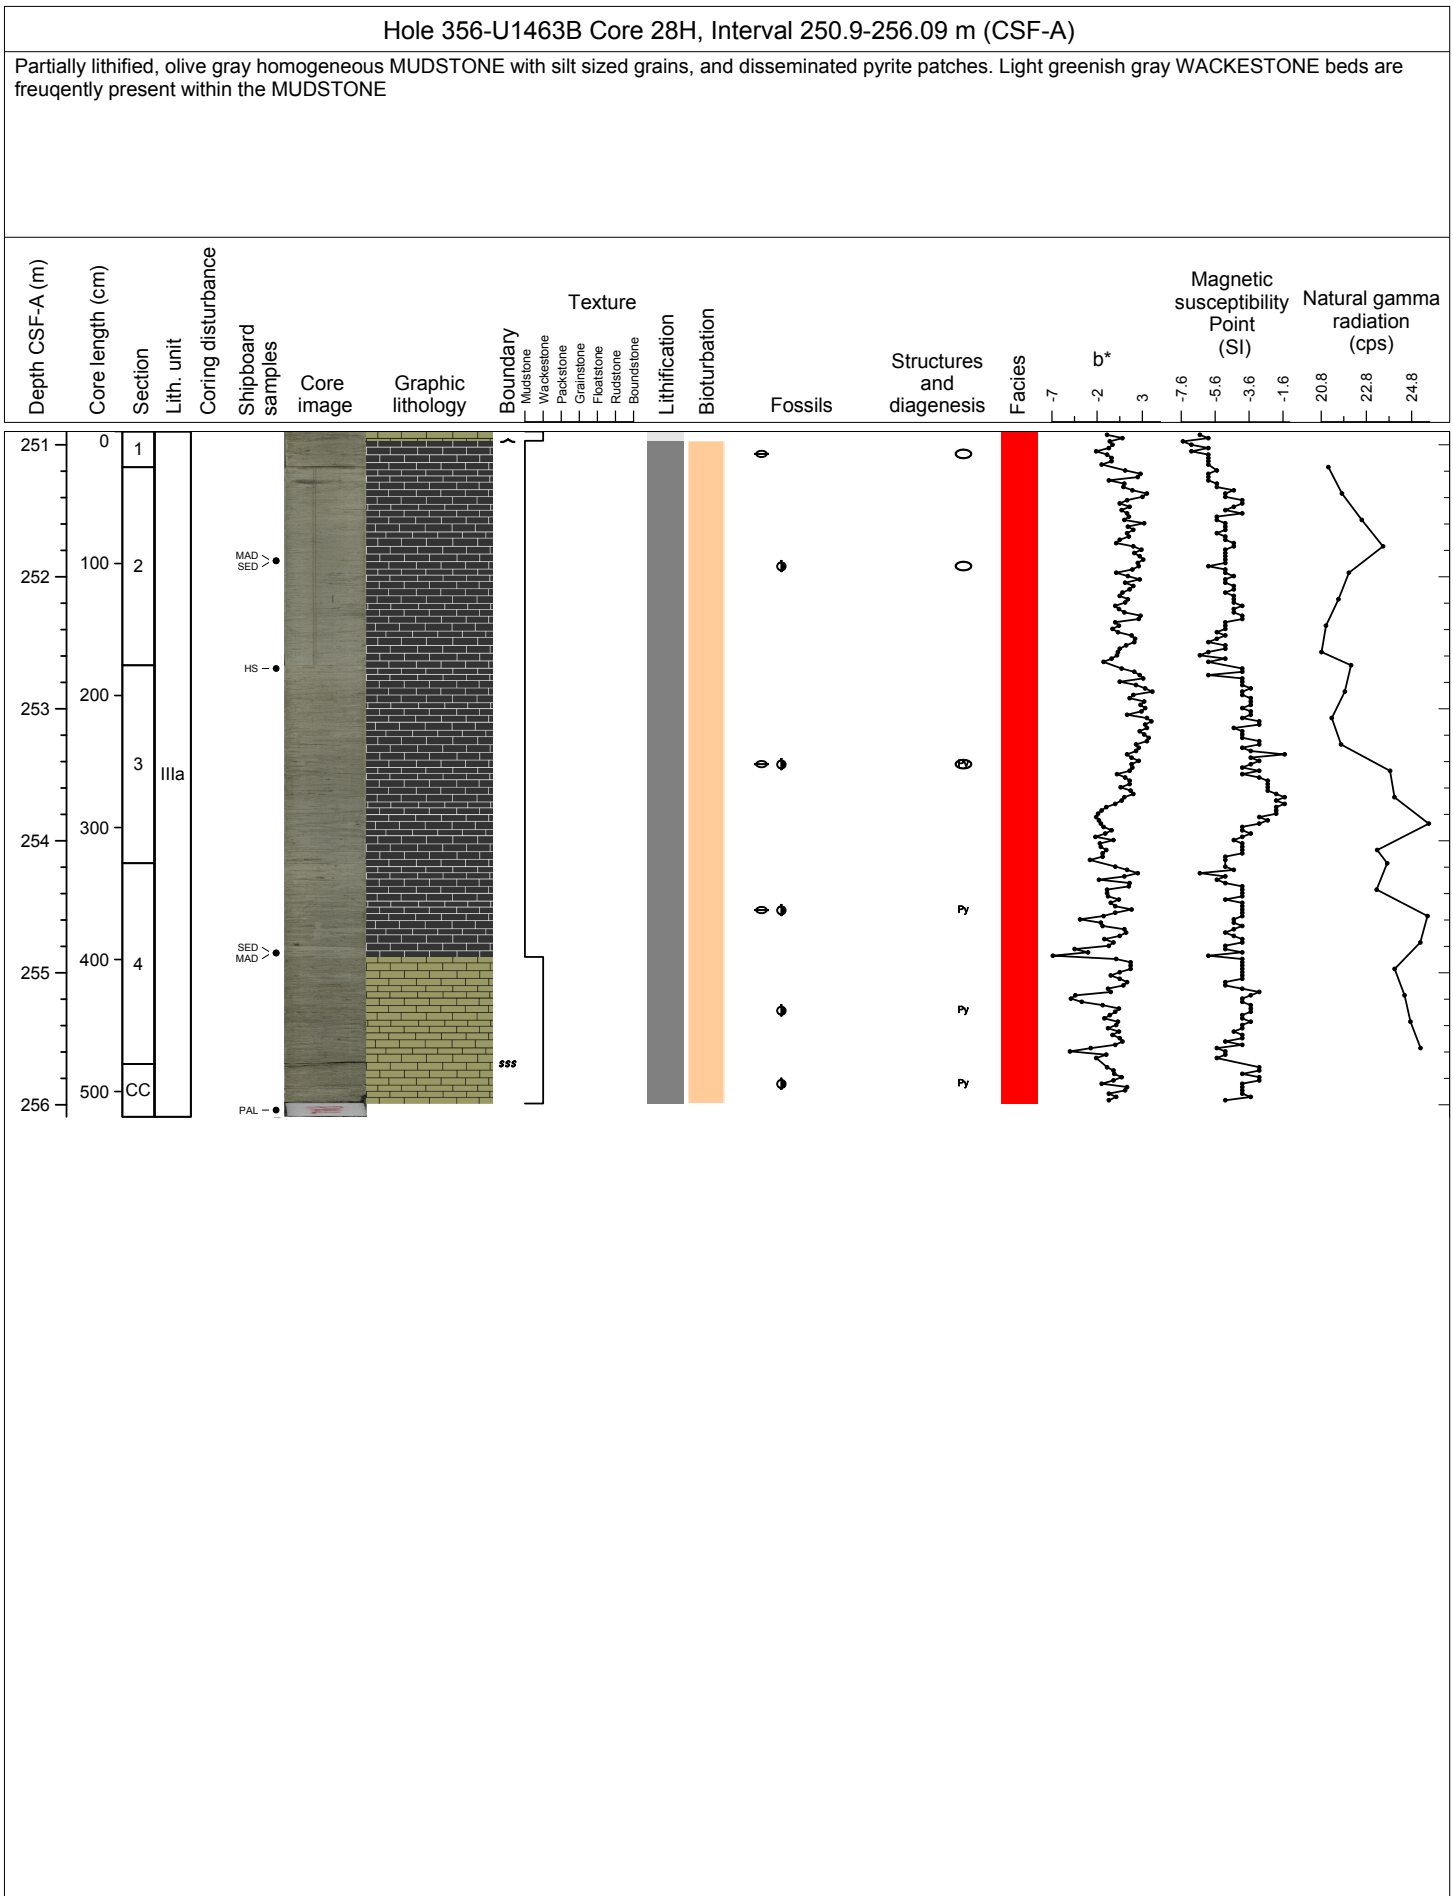 Hole 356-U1463B Core 28H, Interval 250.9-256.09 m (CSF-A)
Partially lithified, olive gray homogeneous MUDSTONE with silt sized grains, and disseminated pyrite patches. Light greenish gray WACKESTONE beds are
freuqently present within the MUDSTONE
Depth CSF-A (m)
Core length (cm)
Section
Lith. unit
Coring disturbance
Shipboard
samples
Core
image
Graphic
lithology
Boundary
Texture
Mudstone
Wackestone
Packstone
Grainstone
Floatstone
Rudstone
Boundstone
Lithification
Bioturbation
Fossils
Structures
and
diagenesis
Facies
b*
-7
-2
3
Magnetic
susceptibility
Point
(SI)
-7.6
-5.6
-3.6
-1.6
Natural gamma
radiation
(cps)
20.8
22.8
24.8
251
252
253
254
255
256
0
100
200
300
400
500
1
2
3
4
CC
IIIa
MAD
SED
HS
SED
MAD
PAL
sss
Py
Py
Py
Py